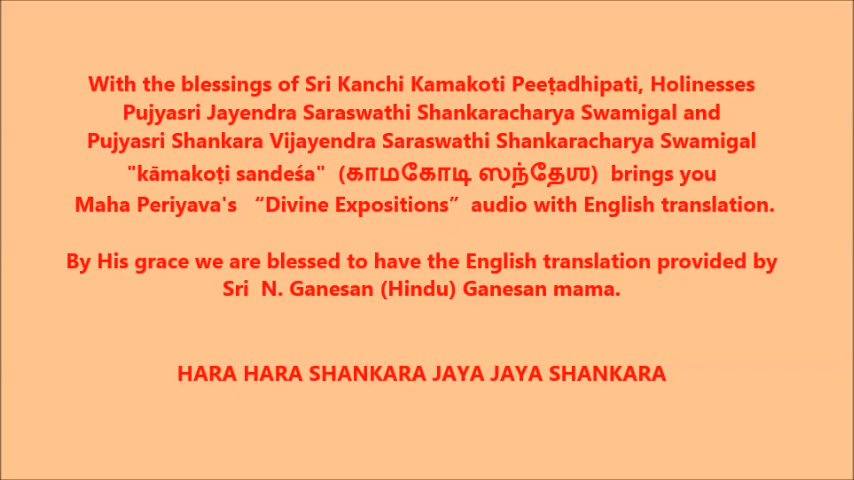 With the blessings of Sri Kanchi Kamakoti Peeṭadhipati, Holinesses
Pujyasri Jayendra Saraswathi Shankaracharya Swamigal and
Pujyasri Shankara Vijayendra Saraswathi Shankaracharya Swamigal
"kāmakoṭi sandeśa" (காமகோடி ஸந்தேஶ) brings you
Maha Periyava's “Divine Expositions” audio with English translation.
By His grace we are blessed to have the English translation provided by
Sri N. Ganesan (Hindu) Ganesan mama.
HARA HARA SHANKARA JAYA JAYA SHANKARA